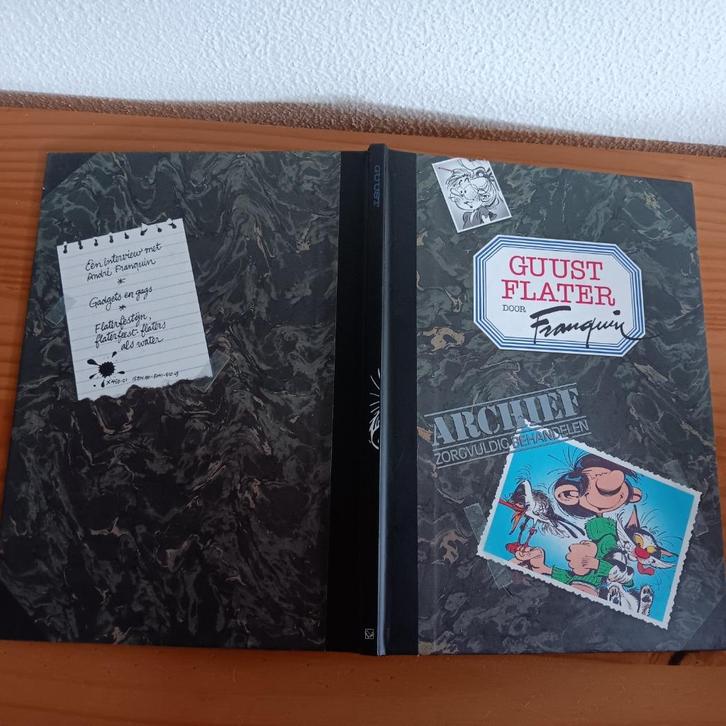 Eén interview met
André Franquin
*
Gadgets en gags
*
Flaterfestijn,
flaterfeest-flaters
als water
GUUST
GUUST
FLATER
DOOR
Franquin
ARCHIEF
ZORGVULDIG BEHANDELEN